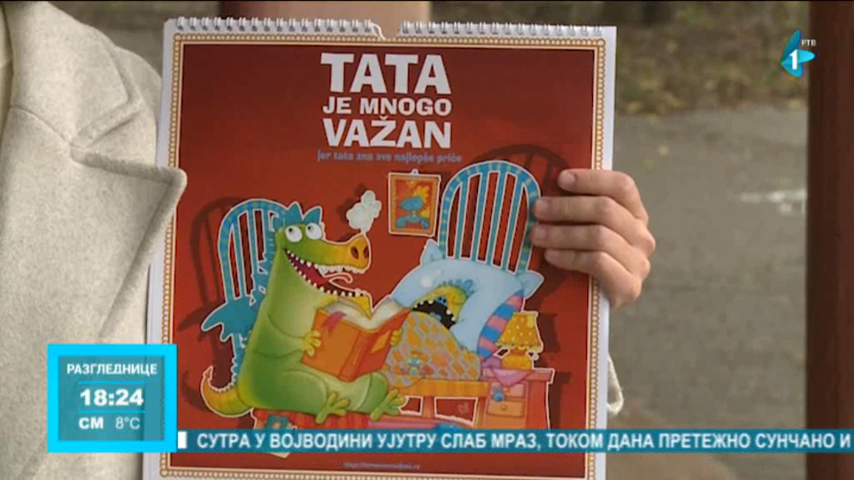 TATA
JE MNOGO
VAŽAN
jer tata zna sve najlepše priče
РТВ
1
РАЗГЛЕДНИЦЕ
18:24
СМ 8°C
СУТРА У ВОЈВОДИНИ УЈУТРУ СЛАБ МРАЗ, ТОКОМ ДАНА ПРЕТЕЖНО СУНЧАНО И